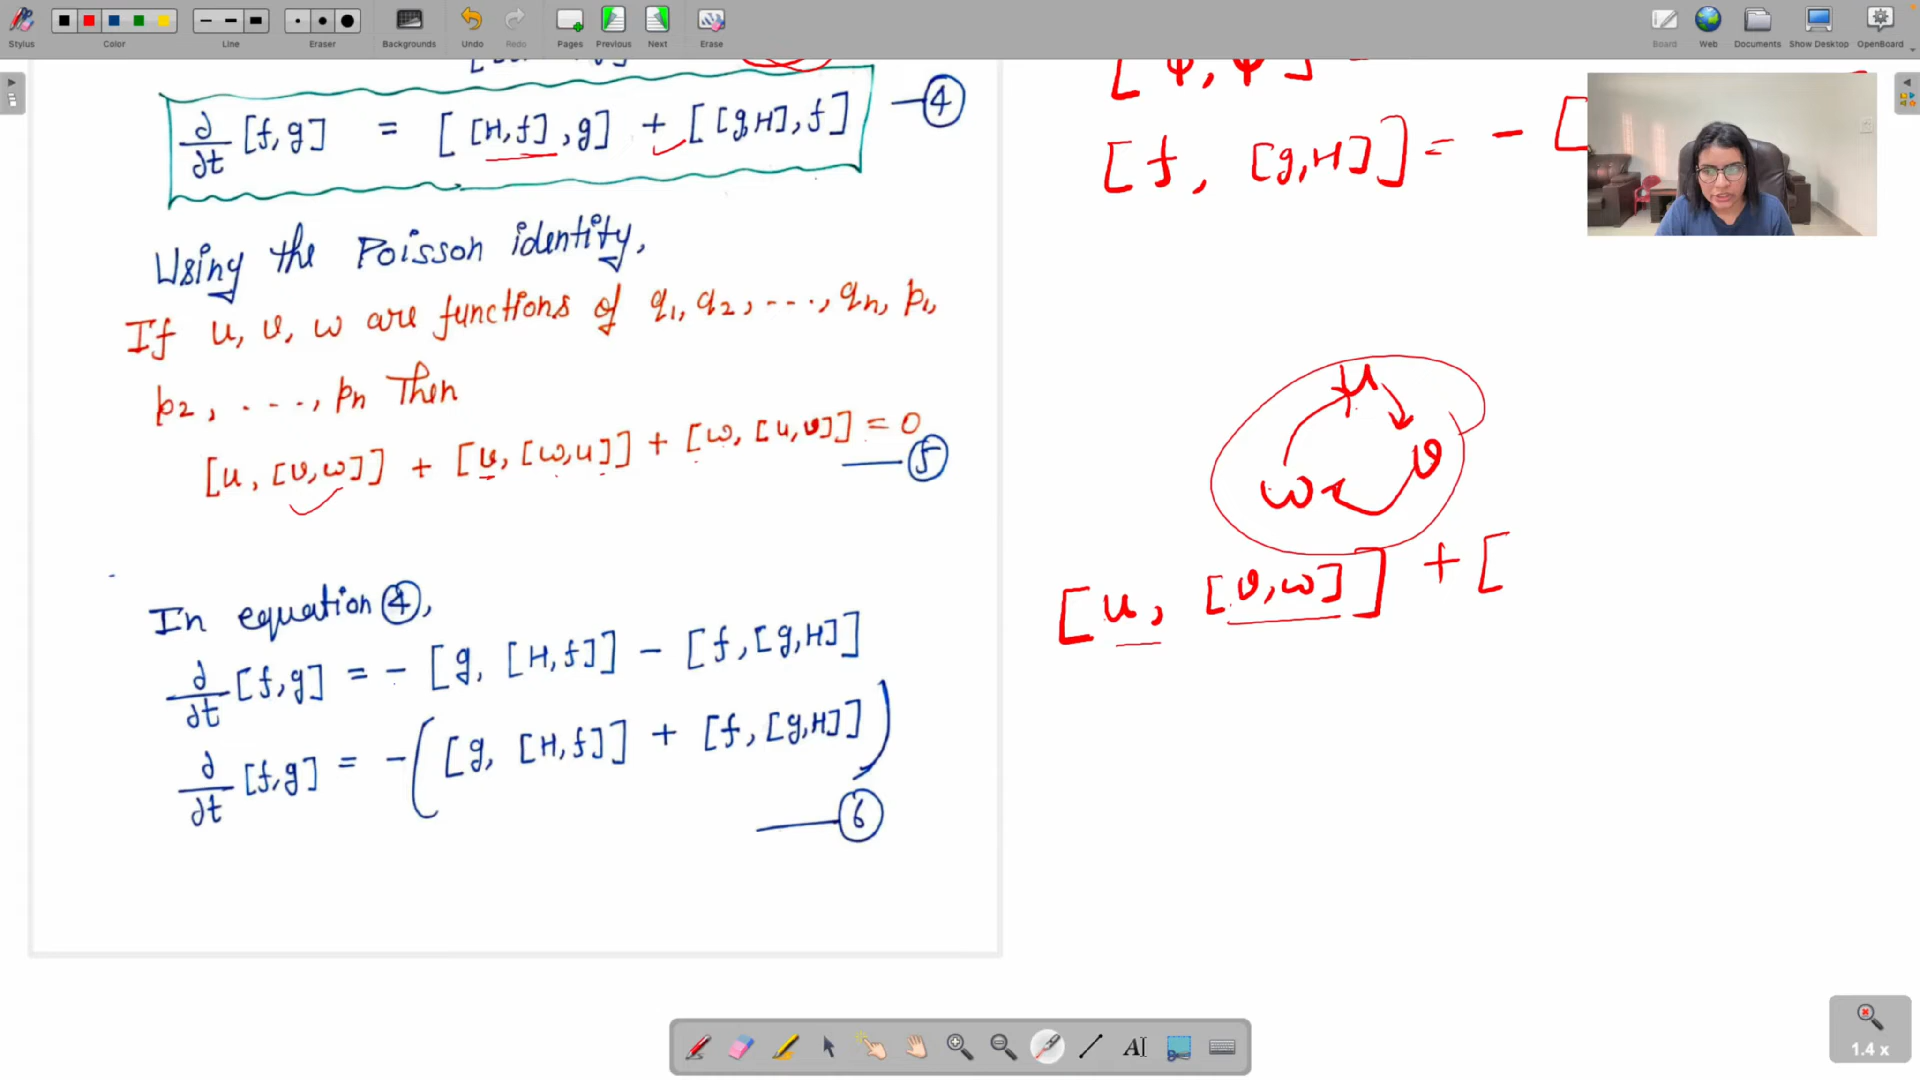 Stylus Color Line Eraser Backgrounds Undo Redo Pages Previous Next Erase Board Web Documents Show Desktop OpenBoard
∂/∂t [f,g] = [[H,f],g] + [[g,H],f] —④
Using the Poisson identity,
If u, v, w are functions of q1, q2, ..., qn, p1,
p2, ...., pn Then
[u, [v,w]] + [v, [w,u]] + [w, [u,v]] = 0
—⑤
In equation ④,
∂/∂t [f,g] = - [g, [H,f]] - [f, [g,H]]
∂/∂t [f,g] = - ([g, [H,f]] + [f, [g,H]])
—⑥
[ψ, φ]
[f, [g,H]] = - [
u
v
w
[u, [v,w]] + [
1.4 x